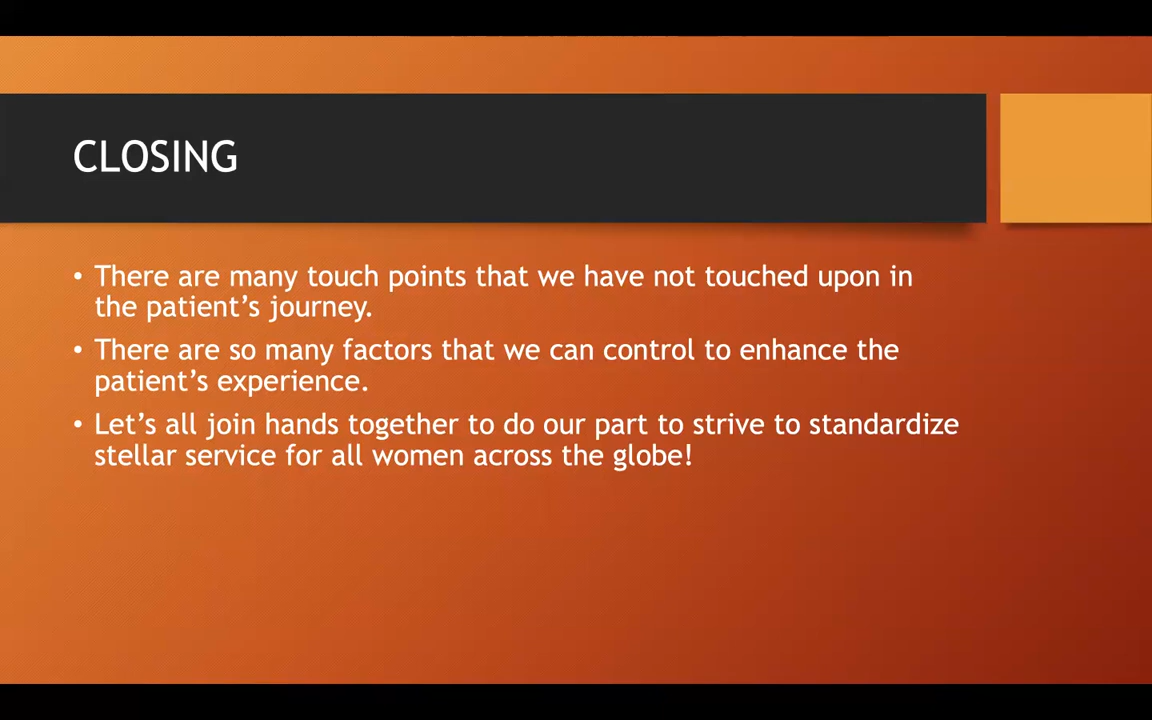 CLOSING
• There are many touch points that we have not touched upon in
the patient’s journey.
• There are so many factors that we can control to enhance the
patient’s experience.
• Let’s all join hands together to do our part to strive to standardize
stellar service for all women across the globe!